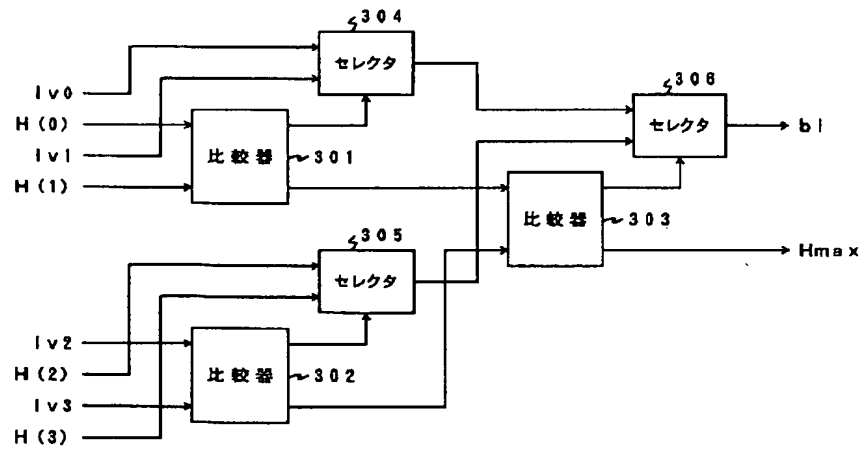 304
セレクタ
Iv0
H(0)
Iv1
H(1)
比較器
301
306
セレクタ
bi
比較器
303
Hmax
305
セレクタ
Iv2
H(2)
Iv3
H(3)
比較器
302